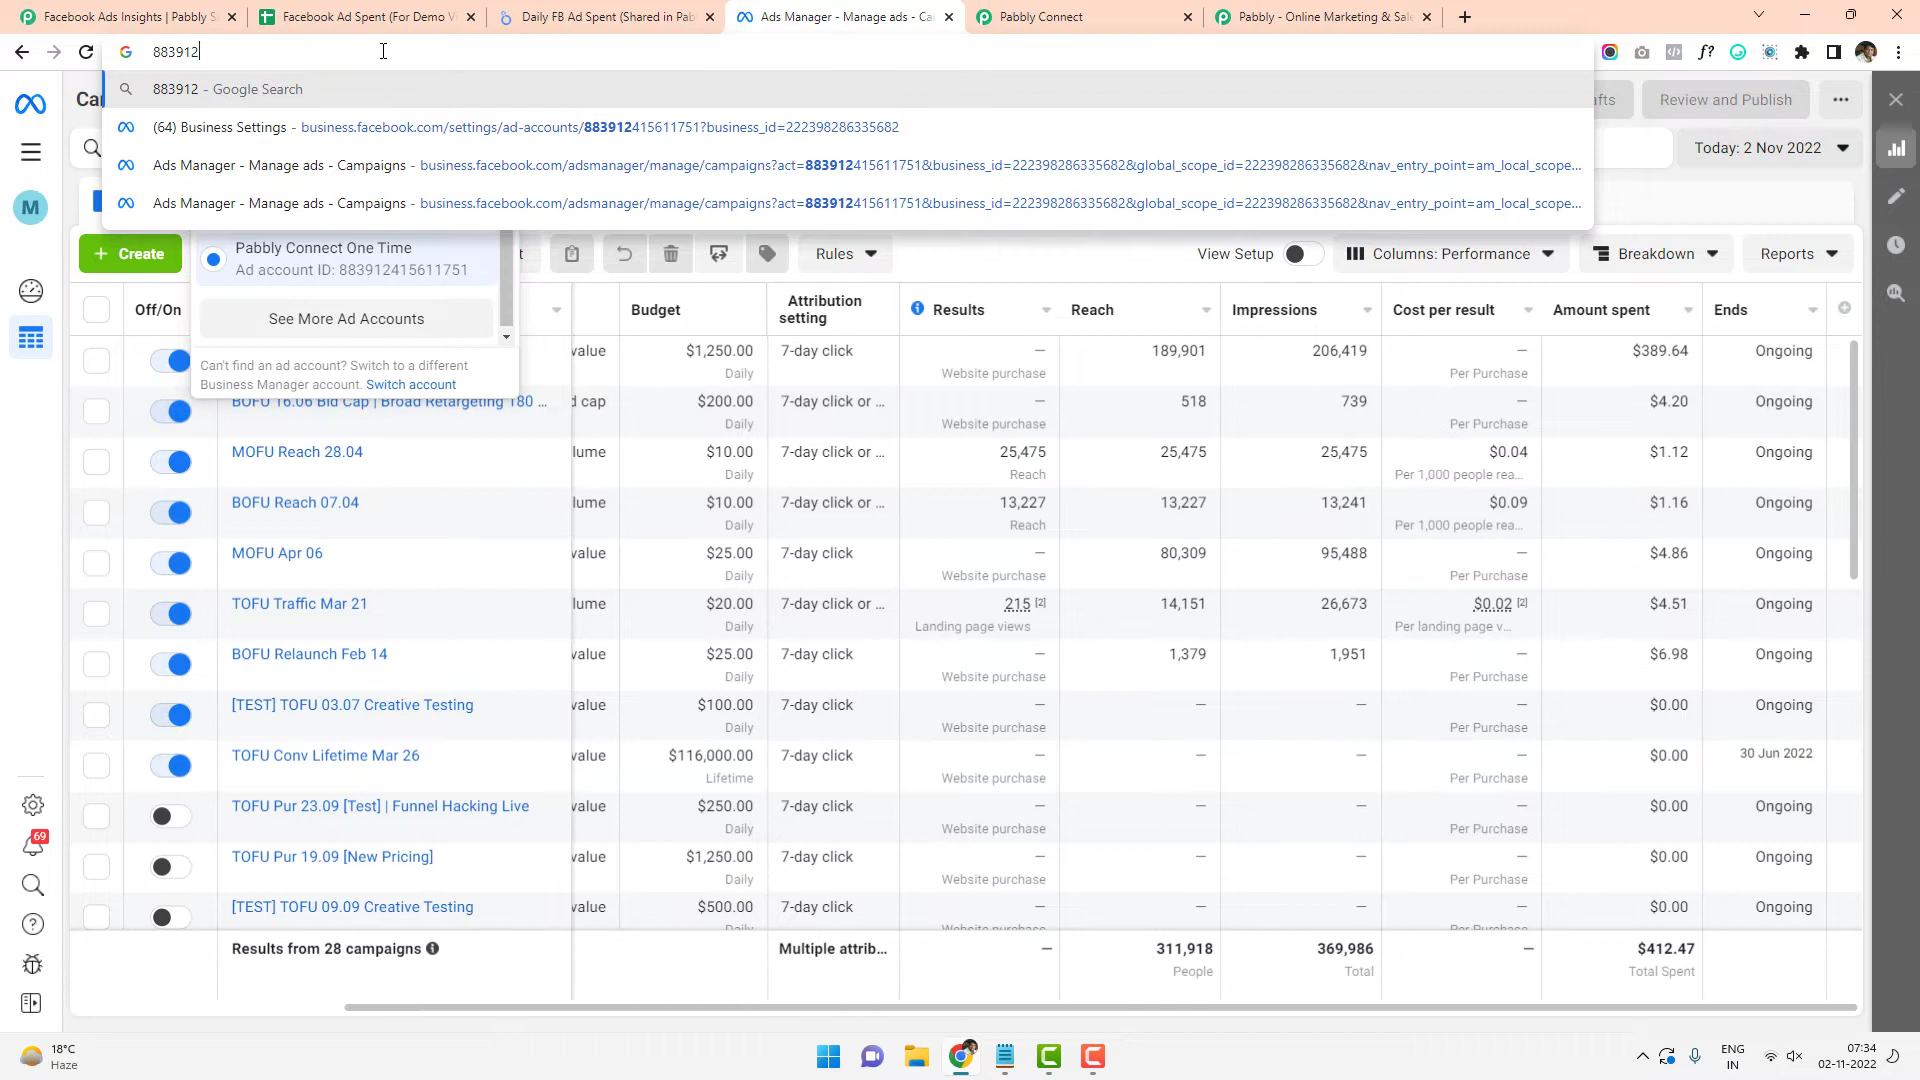 Facebook Ads Insights | Pabbly S
Facebook Ad Spent (For Demo Vi
Daily FB Ad Spent (Shared in Pab
Ads Manager - Manage ads - Ca
Pabbly Connect
Pabbly - Online Marketing & Sale
883912
883912 - Google Search
(64) Business Settings - business.facebook.com/settings/ad-accounts/883912415611751?business_id=222398286335682
Ads Manager - Manage ads - Campaigns - business.facebook.com/adsmanager/manage/campaigns?act=883912415611751&business_id=222398286335682&global_scope_id=222398286335682&nav_entry_point=am_local_scope...
Ads Manager - Manage ads - Campaigns - business.facebook.com/adsmanager/manage/campaigns?act=883912415611751&business_id=222398286335682&global_scope_id=222398286335682&nav_entry_point=am_local_scope...
Ca
fts
Review and Publish
Today: 2 Nov 2022
M
+ Create
Pabbly Connect One Time
Ad account ID: 883912415611751
See More Ad Accounts
Can't find an ad account? Switch to a different
Business Manager account. Switch account
t
Rules
View Setup
Columns: Performance
Breakdown
Reports
Off/On
Budget
Attribution
setting
Results
Reach
Impressions
Cost per result
Amount spent
Ends
value $1,250.00 7-day click — 189,901 206,419 — $389.64 Ongoing
Daily Website purchase Per Purchase
BOFU 16.06 Bid Cap | Broad Retargeting 180 ... d cap $200.00 7-day click or ... — 518 739 — $4.20 Ongoing
Daily Website purchase Per Purchase
MOFU Reach 28.04 lume $10.00 7-day click or ... 25,475 25,475 25,475 $0.04 $1.12 Ongoing
Daily Reach Per 1,000 people rea...
BOFU Reach 07.04 lume $10.00 7-day click or ... 13,227 13,227 13,241 $0.09 $1.16 Ongoing
Daily Reach Per 1,000 people rea...
MOFU Apr 06 value $25.00 7-day click — 80,309 95,488 — $4.86 Ongoing
Daily Website purchase Per Purchase
TOFU Traffic Mar 21 lume $20.00 7-day click or ... 215 [2] 14,151 26,673 $0.02 [2] $4.51 Ongoing
Daily Landing page views Per landing page v...
BOFU Relaunch Feb 14 value $25.00 7-day click — 1,379 1,951 — $6.98 Ongoing
Daily Website purchase Per Purchase
[TEST] TOFU 03.07 Creative Testing value $100.00 7-day click — — — — $0.00 Ongoing
Daily Website purchase Per Purchase
TOFU Conv Lifetime Mar 26 value $116,000.00 7-day click — — — — $0.00 30 Jun 2022
Lifetime Website purchase Per Purchase
TOFU Pur 23.09 [Test] | Funnel Hacking Live value $250.00 7-day click — — — — $0.00 Ongoing
Daily Website purchase Per Purchase
TOFU Pur 19.09 [New Pricing] value $1,250.00 7-day click — — — — $0.00 Ongoing
Daily Website purchase Per Purchase
[TEST] TOFU 09.09 Creative Testing value $500.00 7-day click — — — — $0.00 Ongoing
Daily Website purchase Per Purchase
Results from 28 campaigns Multiple attrib... — 311,918 369,986 — $412.47
People Total Total Spent
69
18°C
Haze
ENG
IN
07:34
02-11-2022